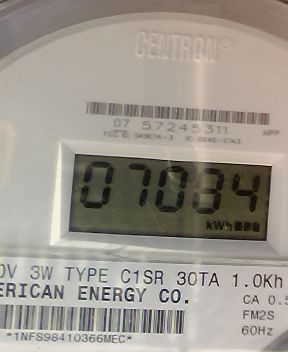 CENTRON®
07 57245311
07084
kWh
0V 3W TYPE C1SR 30TA 1.0Kh
ERICAN ENERGY CO.
CA 0.5
FM2S
*1NFS98410366MEC*
60Hz